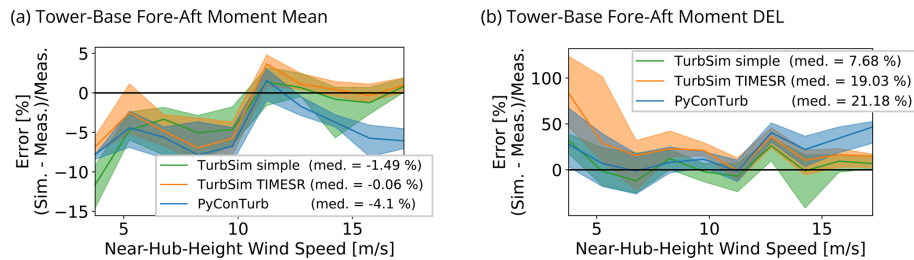 (a) Tower-Base Fore-Aft Moment Mean
Error [%]
(Sim. - Meas.)/Meas.
5
0
−5
−10
−15
TurbSim simple (med. = -1.49 %)
TurbSim TIMESR (med. = -0.06 %)
PyConTurb (med. = -4.1 %)
5
10
15
Near-Hub-Height Wind Speed [m/s]
(b) Tower-Base Fore-Aft Moment DEL
Error [%]
(Sim. - Meas.)/Meas.
100
50
0
TurbSim simple (med. = 7.68 %)
TurbSim TIMESR (med. = 19.03 %)
PyConTurb (med. = 21.18 %)
5
10
15
Near-Hub-Height Wind Speed [m/s]